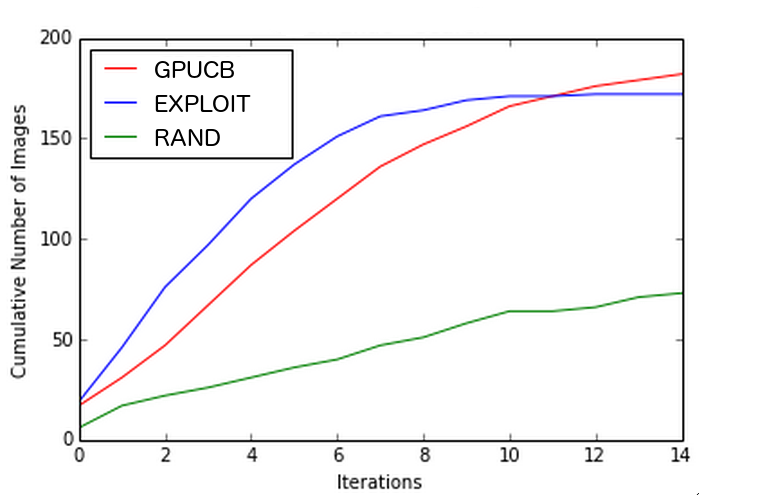 200
150
100
50
0
GPUCB
EXPLOIT
RAND
Cumulative Number of Images
0 2 4 6 8 10 12 14
Iterations